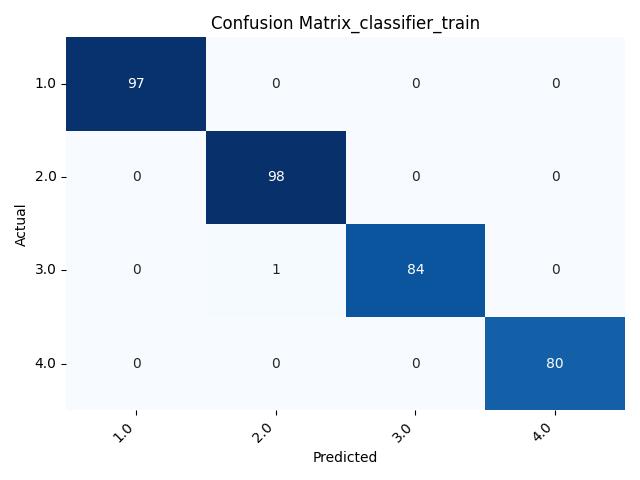 Confusion Matrix_classifier_train
Actual
1.0 97 0 0 0
2.0 0 98 0 0
3.0 0 1 84 0
4.0 0 0 0 80
1.0 2.0 3.0 4.0
Predicted